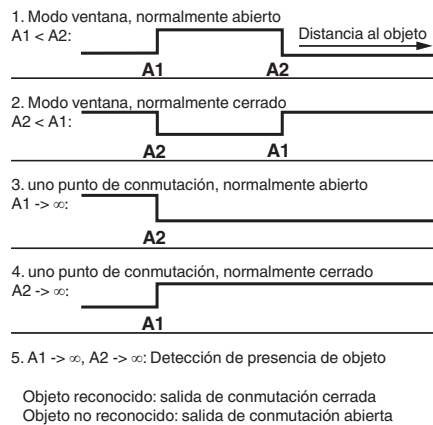 1. Modo ventana, normalmente abierto
A1 < A2:
Distancia al objeto
A1 A2
2. Modo ventana, normalmente cerrado
A2 < A1:
A2 A1
3. uno punto de conmutación, normalmente abierto
A1 -> ∞:
A2
4. uno punto de conmutación, normalmente cerrado
A2 -> ∞:
A1
5. A1 -> ∞, A2 -> ∞: Detección de presencia de objeto
Objeto reconocido: salida de conmutación cerrada
Objeto no reconocido: salida de conmutación abierta